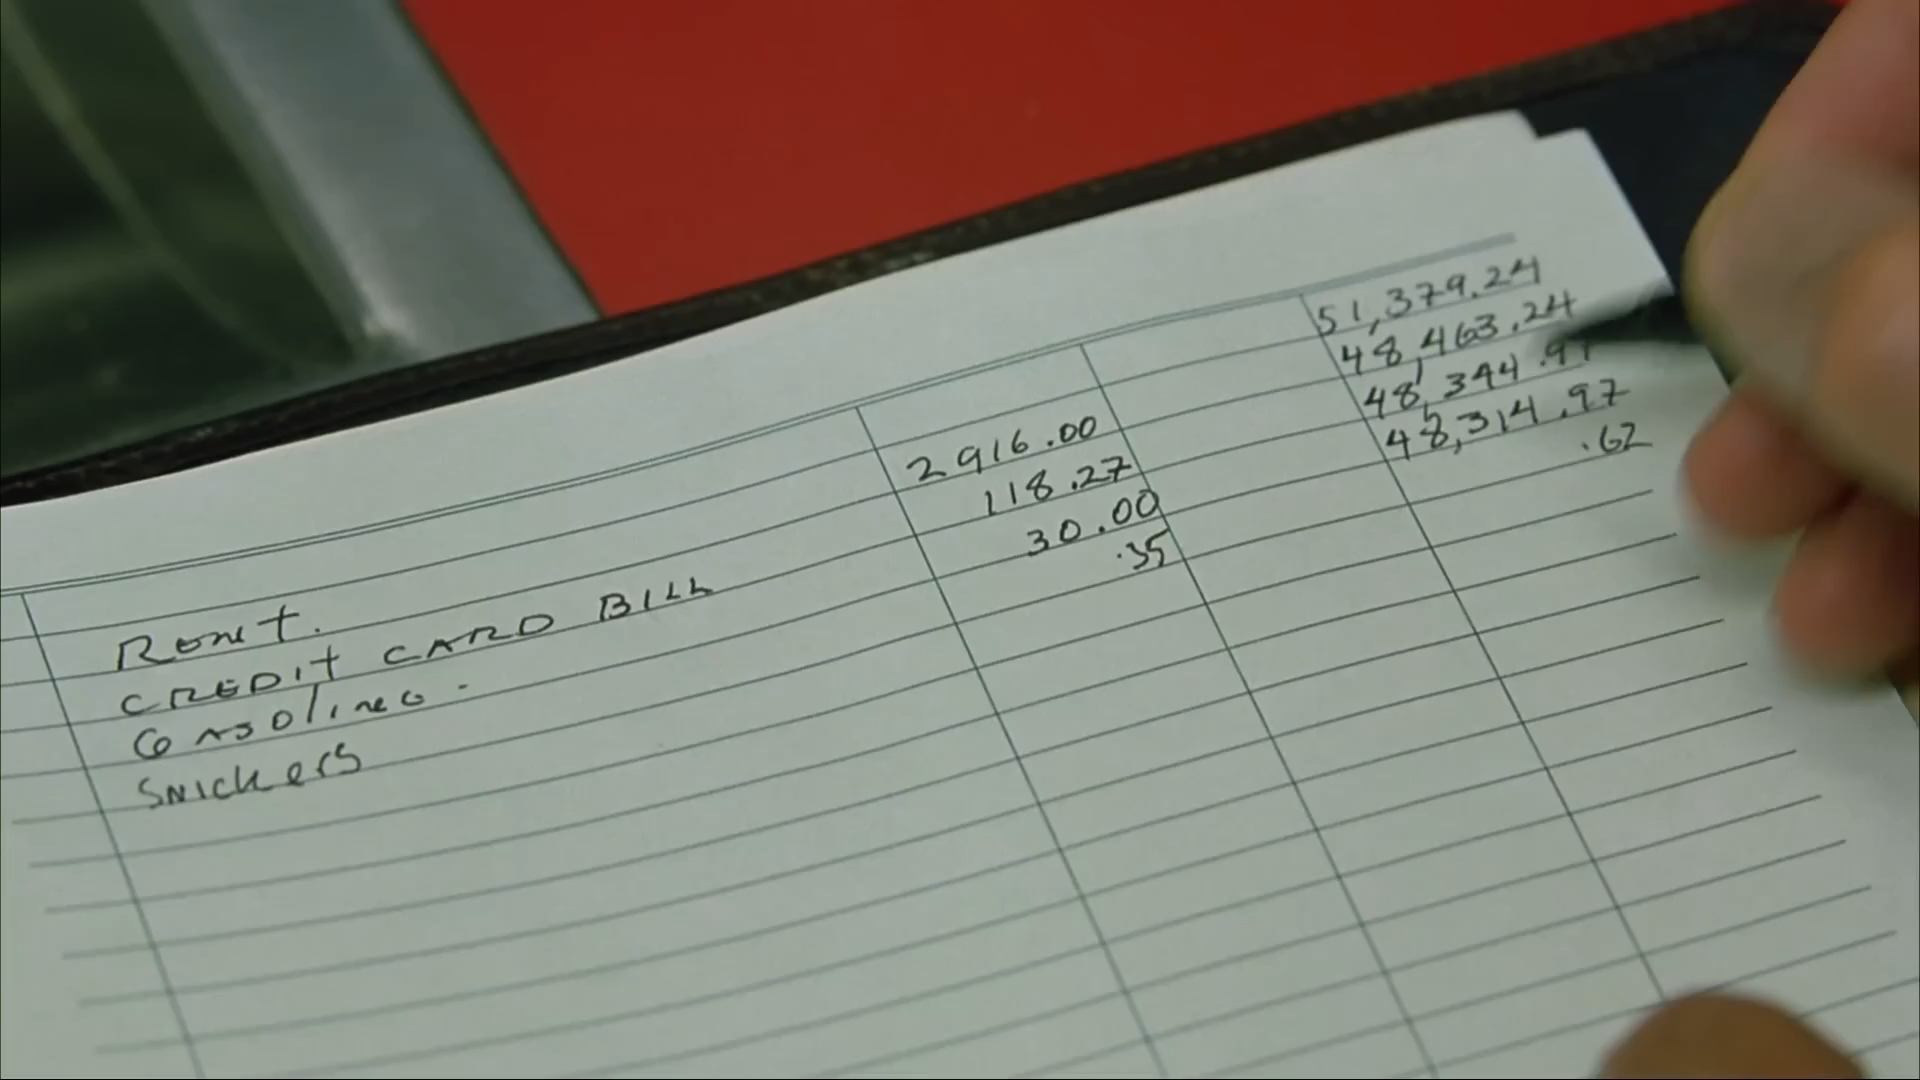 51,379.24
Rent. 2916.00 48,463.24
CREDIT CARD BILL 118.27 48,344.97
Gasoline - 30.00 48,314.97
Snickers .35 .62